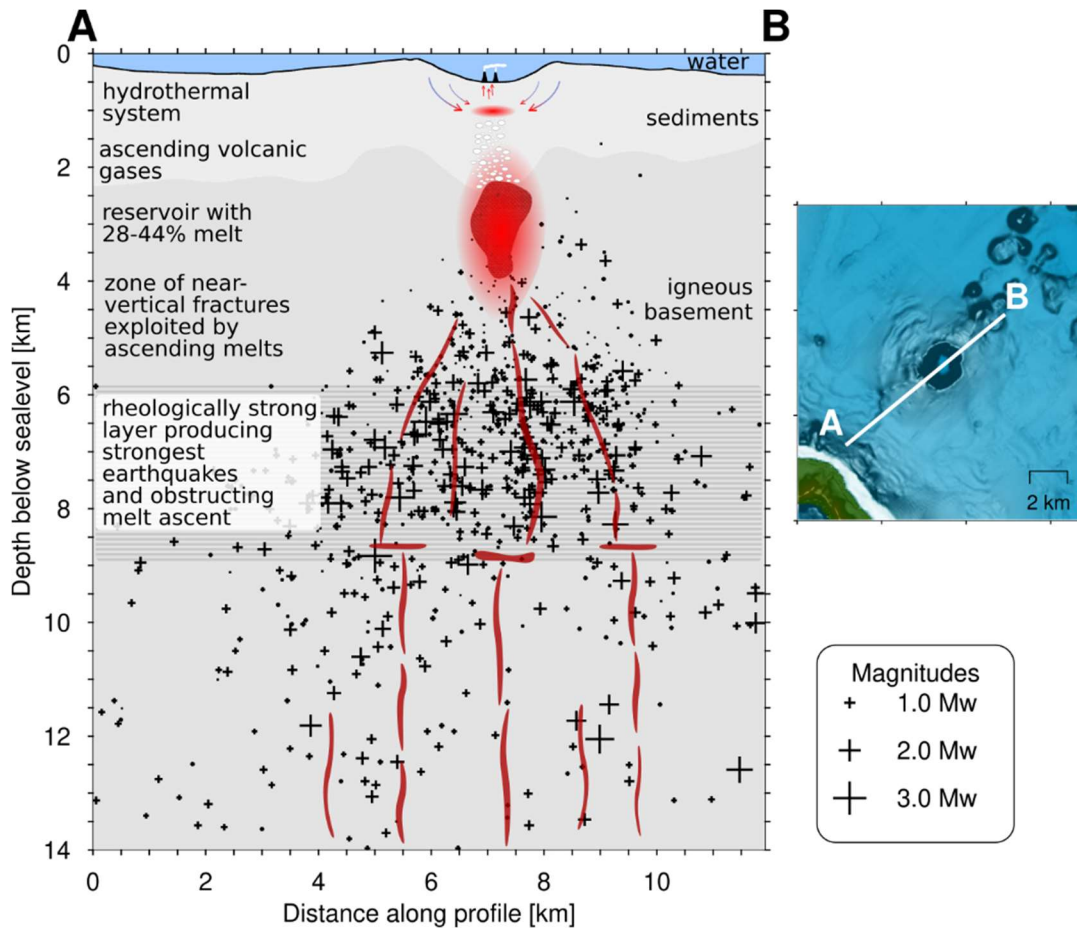 A
B
0
2
4
6
8
10
12
14
Depth below sealevel [km]
water
hydrothermal
system
sediments
ascending volcanic
gases
reservoir with
28-44% melt
zone of near-
vertical fractures
exploited by
ascending melts
igneous
basement
rheologically strong
layer producing
strongest
earthquakes
and obstructing
melt ascent
0
2
4
6
8
10
Distance along profile [km]
B
A
2 km
Magnitudes
1.0 Mw
2.0 Mw
3.0 Mw